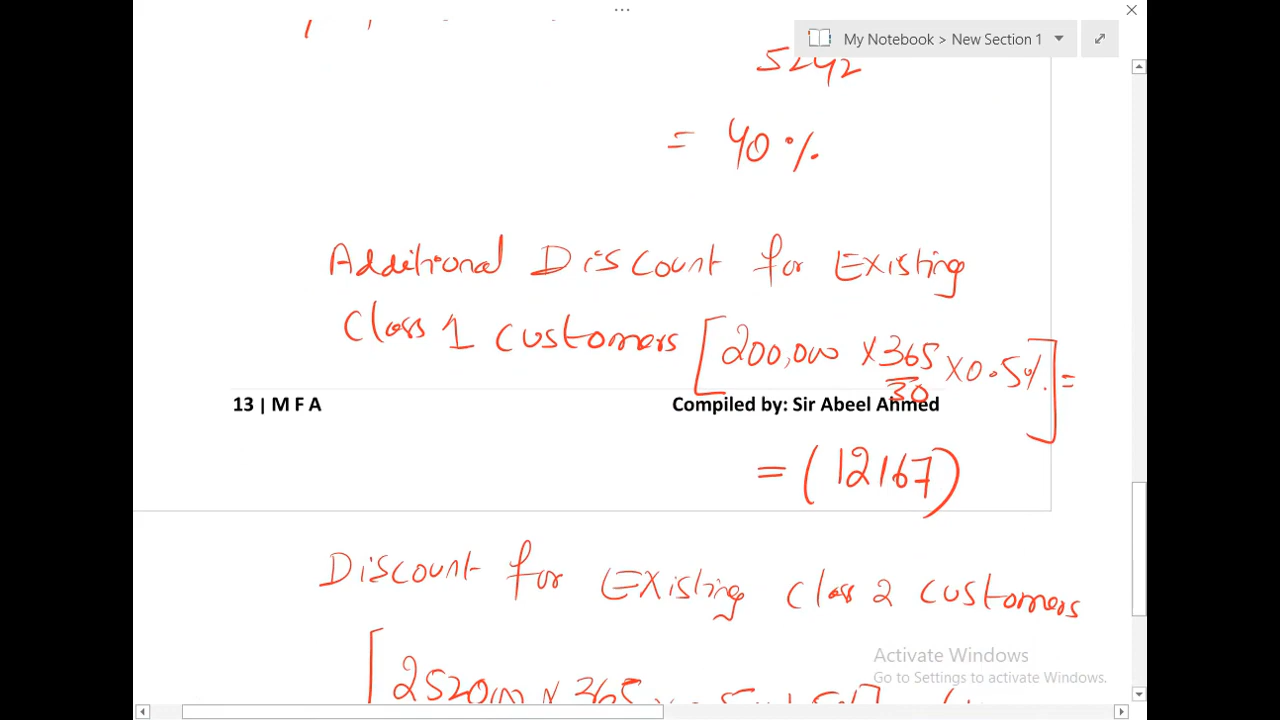 ...
My Notebook > New Section 1
5242
= 40%
Additional Discount for Existing
Class 1 customers [200,000 × 365/30 × 0.5%] =
13 | M F A
Compiled by: Sir Abeel Ahmed
= (12167)
Discount for Existing Class 2 customers
Activate Windows
Go to Settings to activate Windows.
[252000 × 365